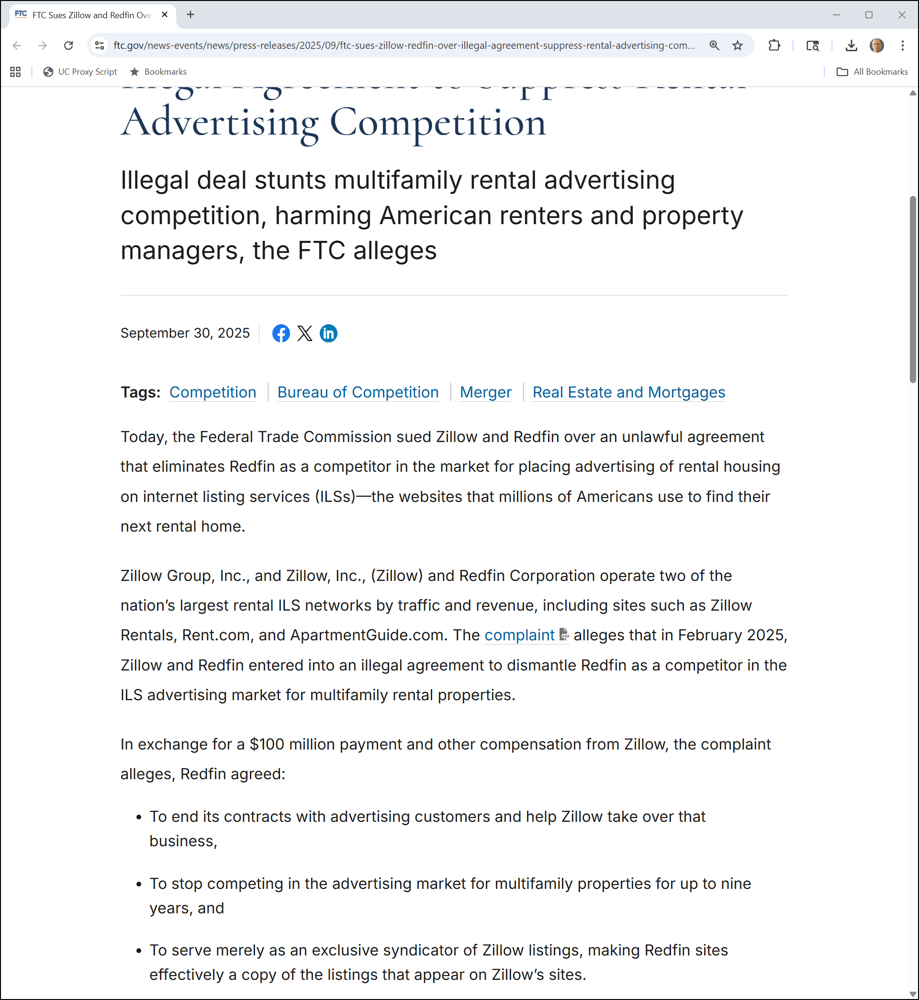 FTC FTC Sues Zillow and Redfin Ove
ftc.gov/news-events/news/press-releases/2025/09/ftc-sues-zillow-redfin-over-illegal-agreement-suppress-rental-advertising-com...
UC Proxy Script Bookmarks All Bookmarks
Illegal Agreement to Suppress Rental
Advertising Competition
Illegal deal stunts multifamily rental advertising
competition, harming American renters and property
managers, the FTC alleges
September 30, 2025
Tags: Competition Bureau of Competition Merger Real Estate and Mortgages
Today, the Federal Trade Commission sued Zillow and Redfin over an unlawful agreement
that eliminates Redfin as a competitor in the market for placing advertising of rental housing
on internet listing services (ILSs)—the websites that millions of Americans use to find their
next rental home.
Zillow Group, Inc., and Zillow, Inc., (Zillow) and Redfin Corporation operate two of the
nation’s largest rental ILS networks by traffic and revenue, including sites such as Zillow
Rentals, Rent.com, and ApartmentGuide.com. The complaint PDF alleges that in February 2025,
Zillow and Redfin entered into an illegal agreement to dismantle Redfin as a competitor in the
ILS advertising market for multifamily rental properties.
In exchange for a $100 million payment and other compensation from Zillow, the complaint
alleges, Redfin agreed:
• To end its contracts with advertising customers and help Zillow take over that
business,
• To stop competing in the advertising market for multifamily properties for up to nine
years, and
• To serve merely as an exclusive syndicator of Zillow listings, making Redfin sites
effectively a copy of the listings that appear on Zillow’s sites.